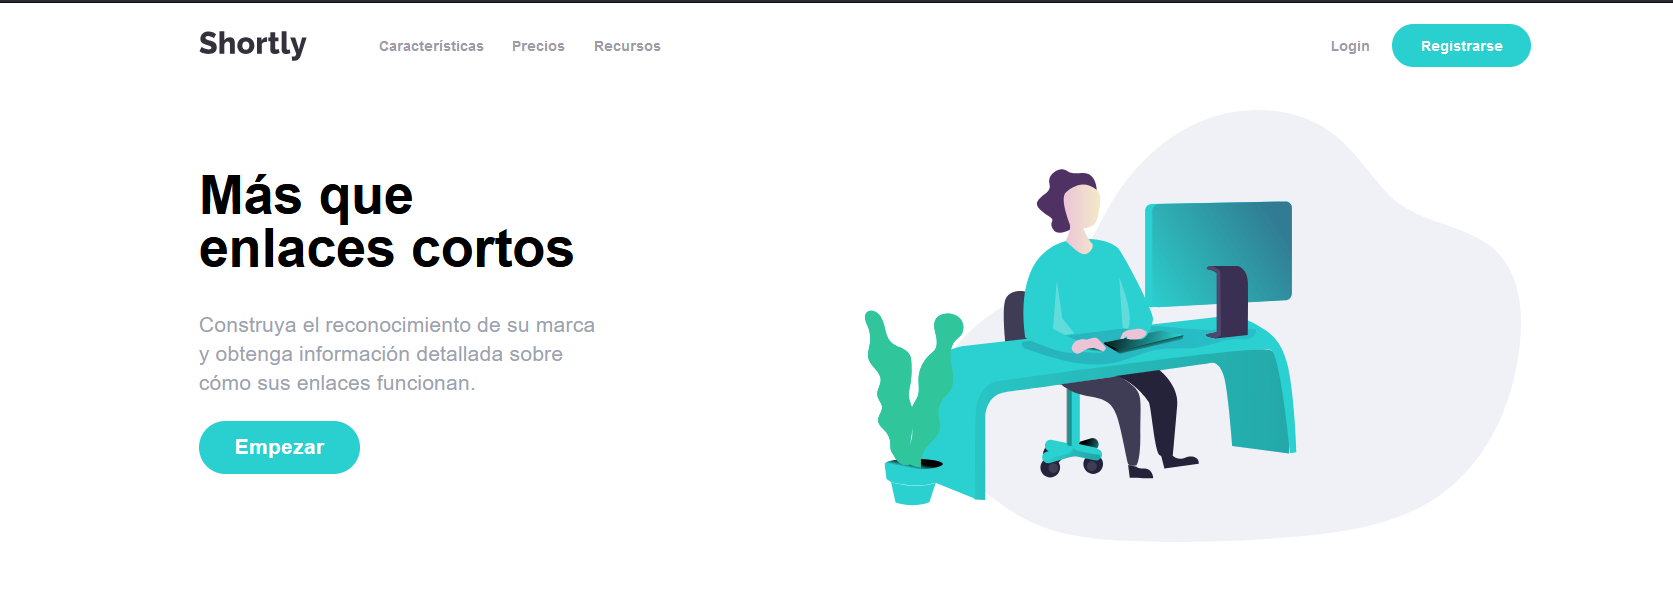 Shortly
Características Precios Recursos
Login Registrarse
Más que
enlaces cortos
Construya el reconocimiento de su marca
y obtenga información detallada sobre
cómo sus enlaces funcionan.
Empezar